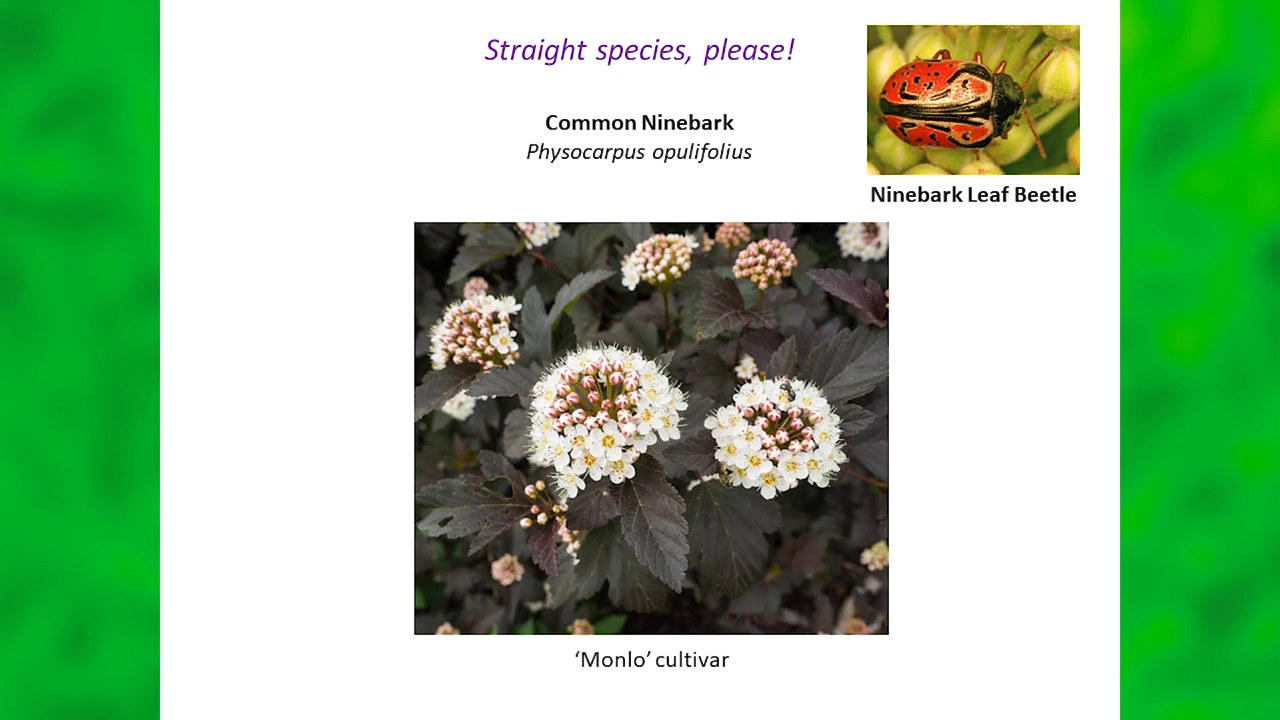 Straight species, please!
Common Ninebark
Physocarpus opulifolius
Ninebark Leaf Beetle
‘Monlo’ cultivar